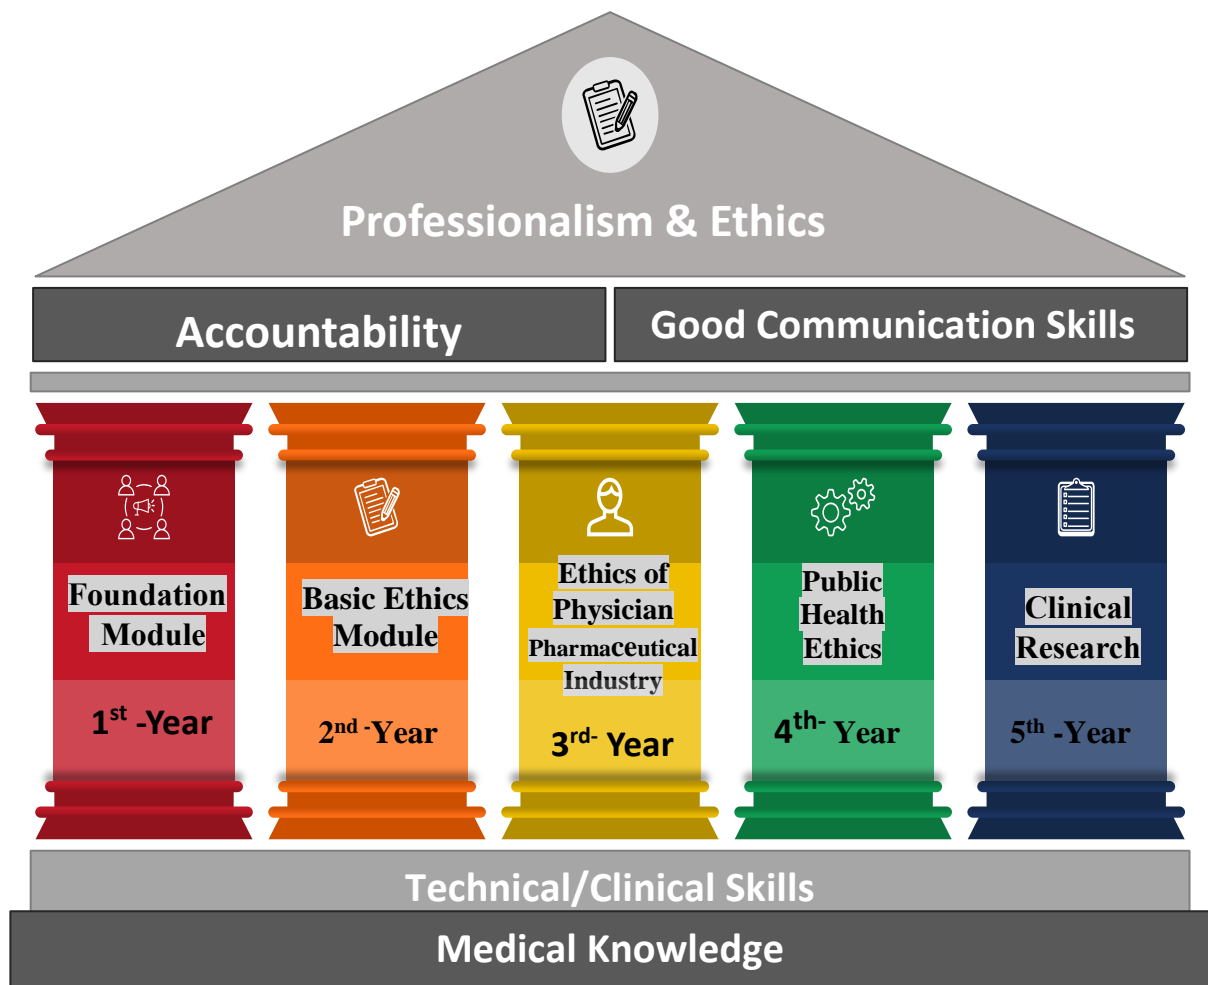 Professionalism & Ethics
Accountability
Good Communication Skills
Foundation
Module
1st -Year
Basic Ethics
Module
2nd -Year
Ethics of
Physician
Pharmaceutical
Industry
3rd- Year
Public
Health
Ethics
4th- Year
Clinical
Research
5th -Year
Technical/Clinical Skills
Medical Knowledge